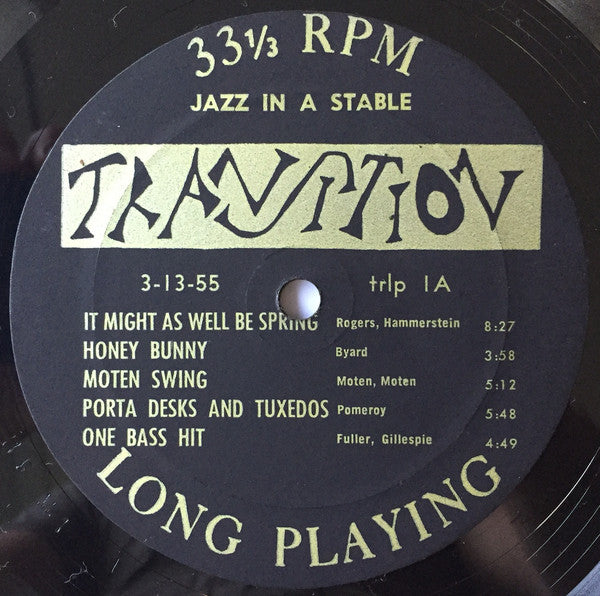 33 1/3 RPM
JAZZ IN A STABLE
TRANSITION
3-13-55 trlp 1A
IT MIGHT AS WELL BE SPRING Rogers, Hammerstein 8:27
HONEY BUNNY Byard 3:58
MOTEN SWING Moten, Moten 5:12
PORTA DESKS AND TUXEDOS Pomeroy 5:48
ONE BASS HIT Fuller, Gillespie 4:49
LONG PLAYING